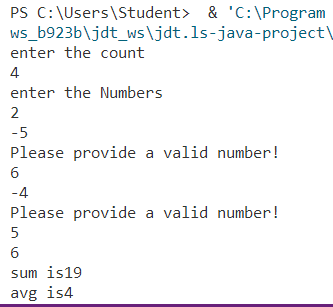 PS C:\Users\Student>  & 'C:\Program
ws_b923b\jdt_ws\jdt.ls-java-project\
enter the count
4
enter the Numbers
2
-5
Please provide a valid number!
6
-4
Please provide a valid number!
5
6
sum is19
avg is4